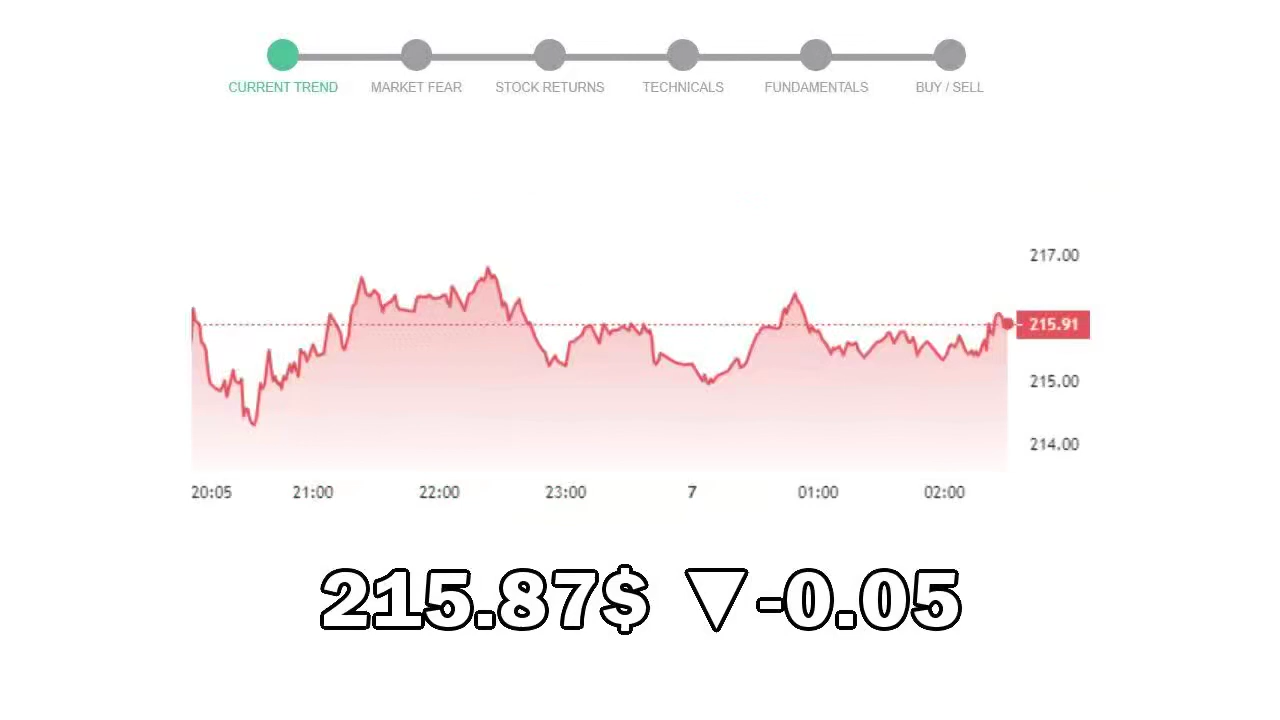 CURRENT TREND MARKET FEAR STOCK RETURNS TECHNICALS FUNDAMENTALS BUY / SELL
217.00
215.91
215.00
214.00
20:05 21:00 22:00 23:00 7 01:00 02:00
215.87$ ▼-0.05